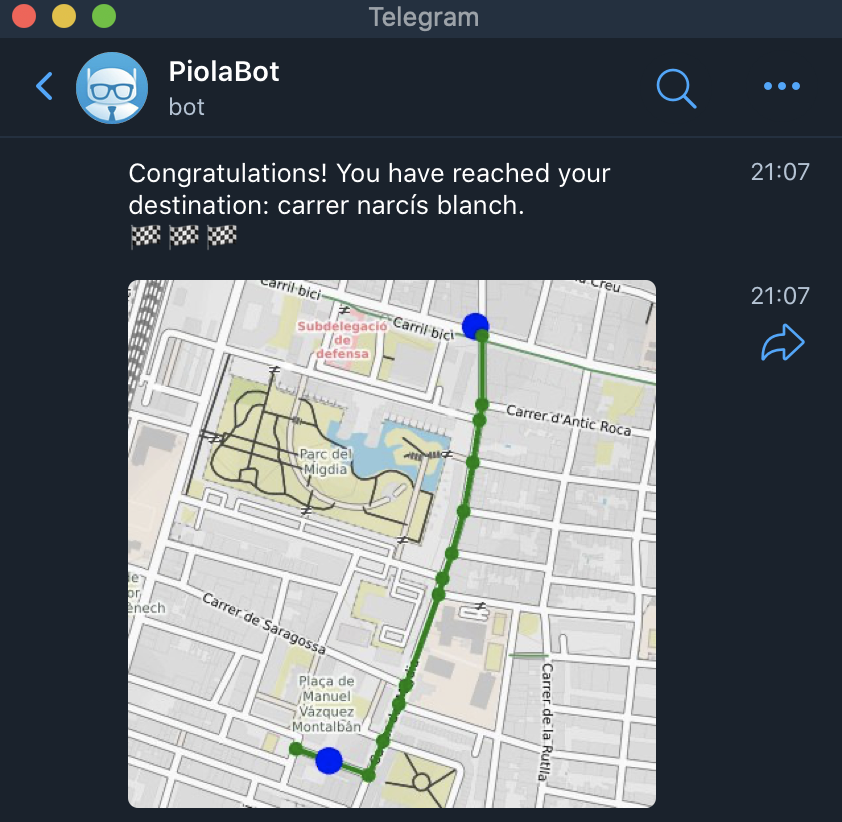 Telegram
PiolaBot
bot
Congratulations! You have reached your
destination: carrer narcís blanch.
21:07
21:07
Carril bici
Creu
Subdelegació
de
defensa
Carril bici
Carrer d'Antic Roca
Parc del
Migdia
de
or
ènech
Carrer de Saragossa
Plaça de
Manuel
Vázquez
Montalbán
Carrer de la Rutlla